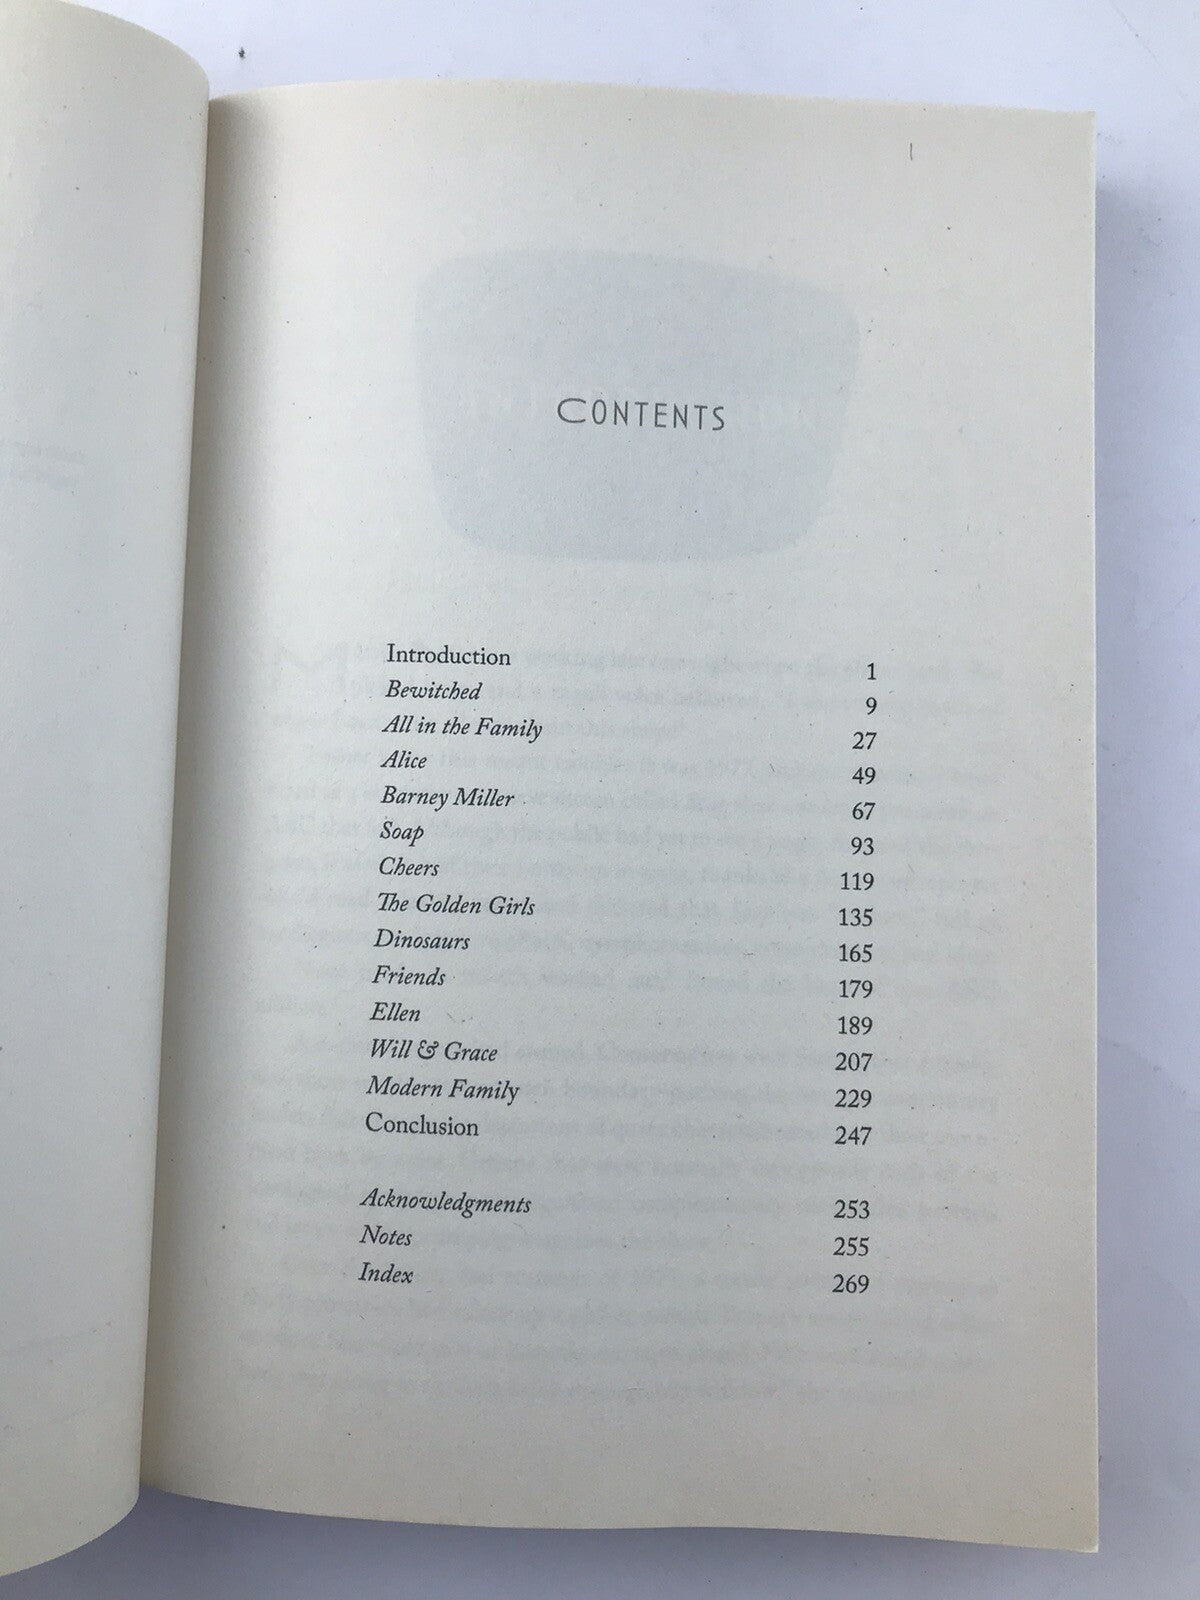 CONTENTS
Introduction 1
Bewitched 9
All in the Family 27
Alice 49
Barney Miller 67
Soap 93
Cheers 119
The Golden Girls 135
Dinosaurs 165
Friends 179
Ellen 189
Will & Grace 207
Modern Family 229
Conclusion 247
Acknowledgments 253
Notes 255
Index 269